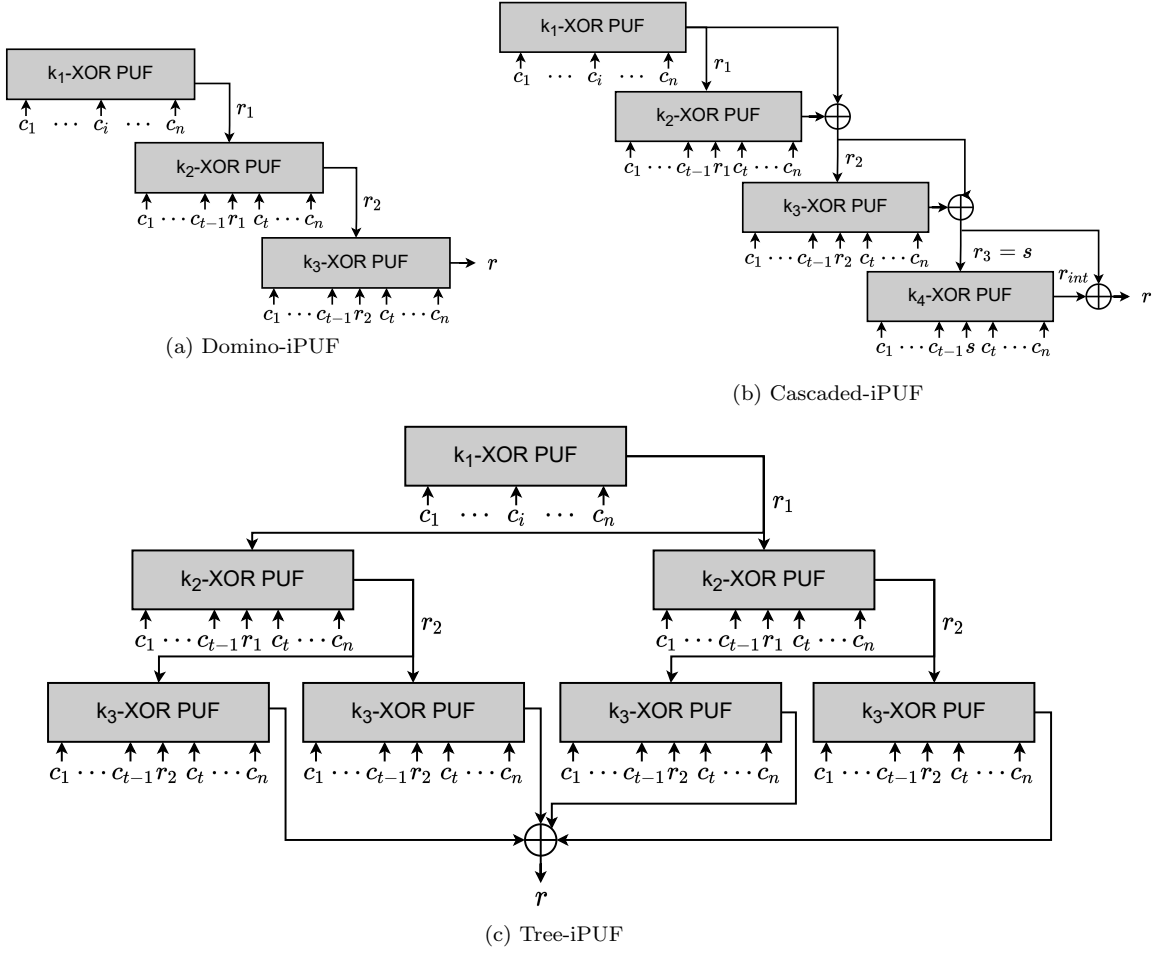 k₁-XOR PUF
c₁ ⋯ cᵢ ⋯ cₙ
r₁
k₂-XOR PUF
c₁ ⋯ cₜ₋₁ r₁ cₜ ⋯ cₙ
r₂
k₃-XOR PUF
r
c₁ ⋯ cₜ₋₁ r₂ cₜ ⋯ cₙ
(a) Domino-iPUF
k₁-XOR PUF
c₁ ⋯ cᵢ ⋯ cₙ
r₁
k₂-XOR PUF
c₁ ⋯ cₜ₋₁ r₁ cₜ ⋯ cₙ
r₂
k₃-XOR PUF
c₁ ⋯ cₜ₋₁ r₂ cₜ ⋯ cₙ
r₃ = s
k₄-XOR PUF
r_{int}
r
c₁ ⋯ cₜ₋₁ s cₜ ⋯ cₙ
(b) Cascaded-iPUF
k₁-XOR PUF
c₁ ⋯ cᵢ ⋯ cₙ
r₁
k₂-XOR PUF k₂-XOR PUF
c₁ ⋯ cₜ₋₁ r₁ cₜ ⋯ cₙ r₂ c₁ ⋯ cₜ₋₁ r₁ cₜ ⋯ cₙ r₂
k₃-XOR PUF k₃-XOR PUF k₃-XOR PUF k₃-XOR PUF
c₁ ⋯ cₜ₋₁ r₂ cₜ ⋯ cₙ c₁ ⋯ cₜ₋₁ r₂ cₜ ⋯ cₙ c₁ ⋯ cₜ₋₁ r₂ cₜ ⋯ cₙ c₁ ⋯ cₜ₋₁ r₂ cₜ ⋯ cₙ
r
(c) Tree-iPUF